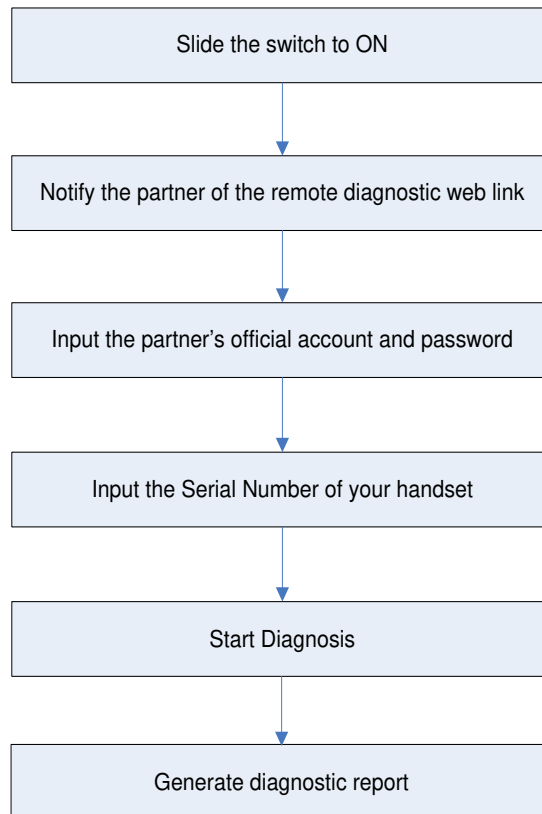 Slide the switch to ON
Notify the partner of the remote diagnostic web link
Input the partner’s official account and password
Input the Serial Number of your handset
Start Diagnosis
Generate diagnostic report